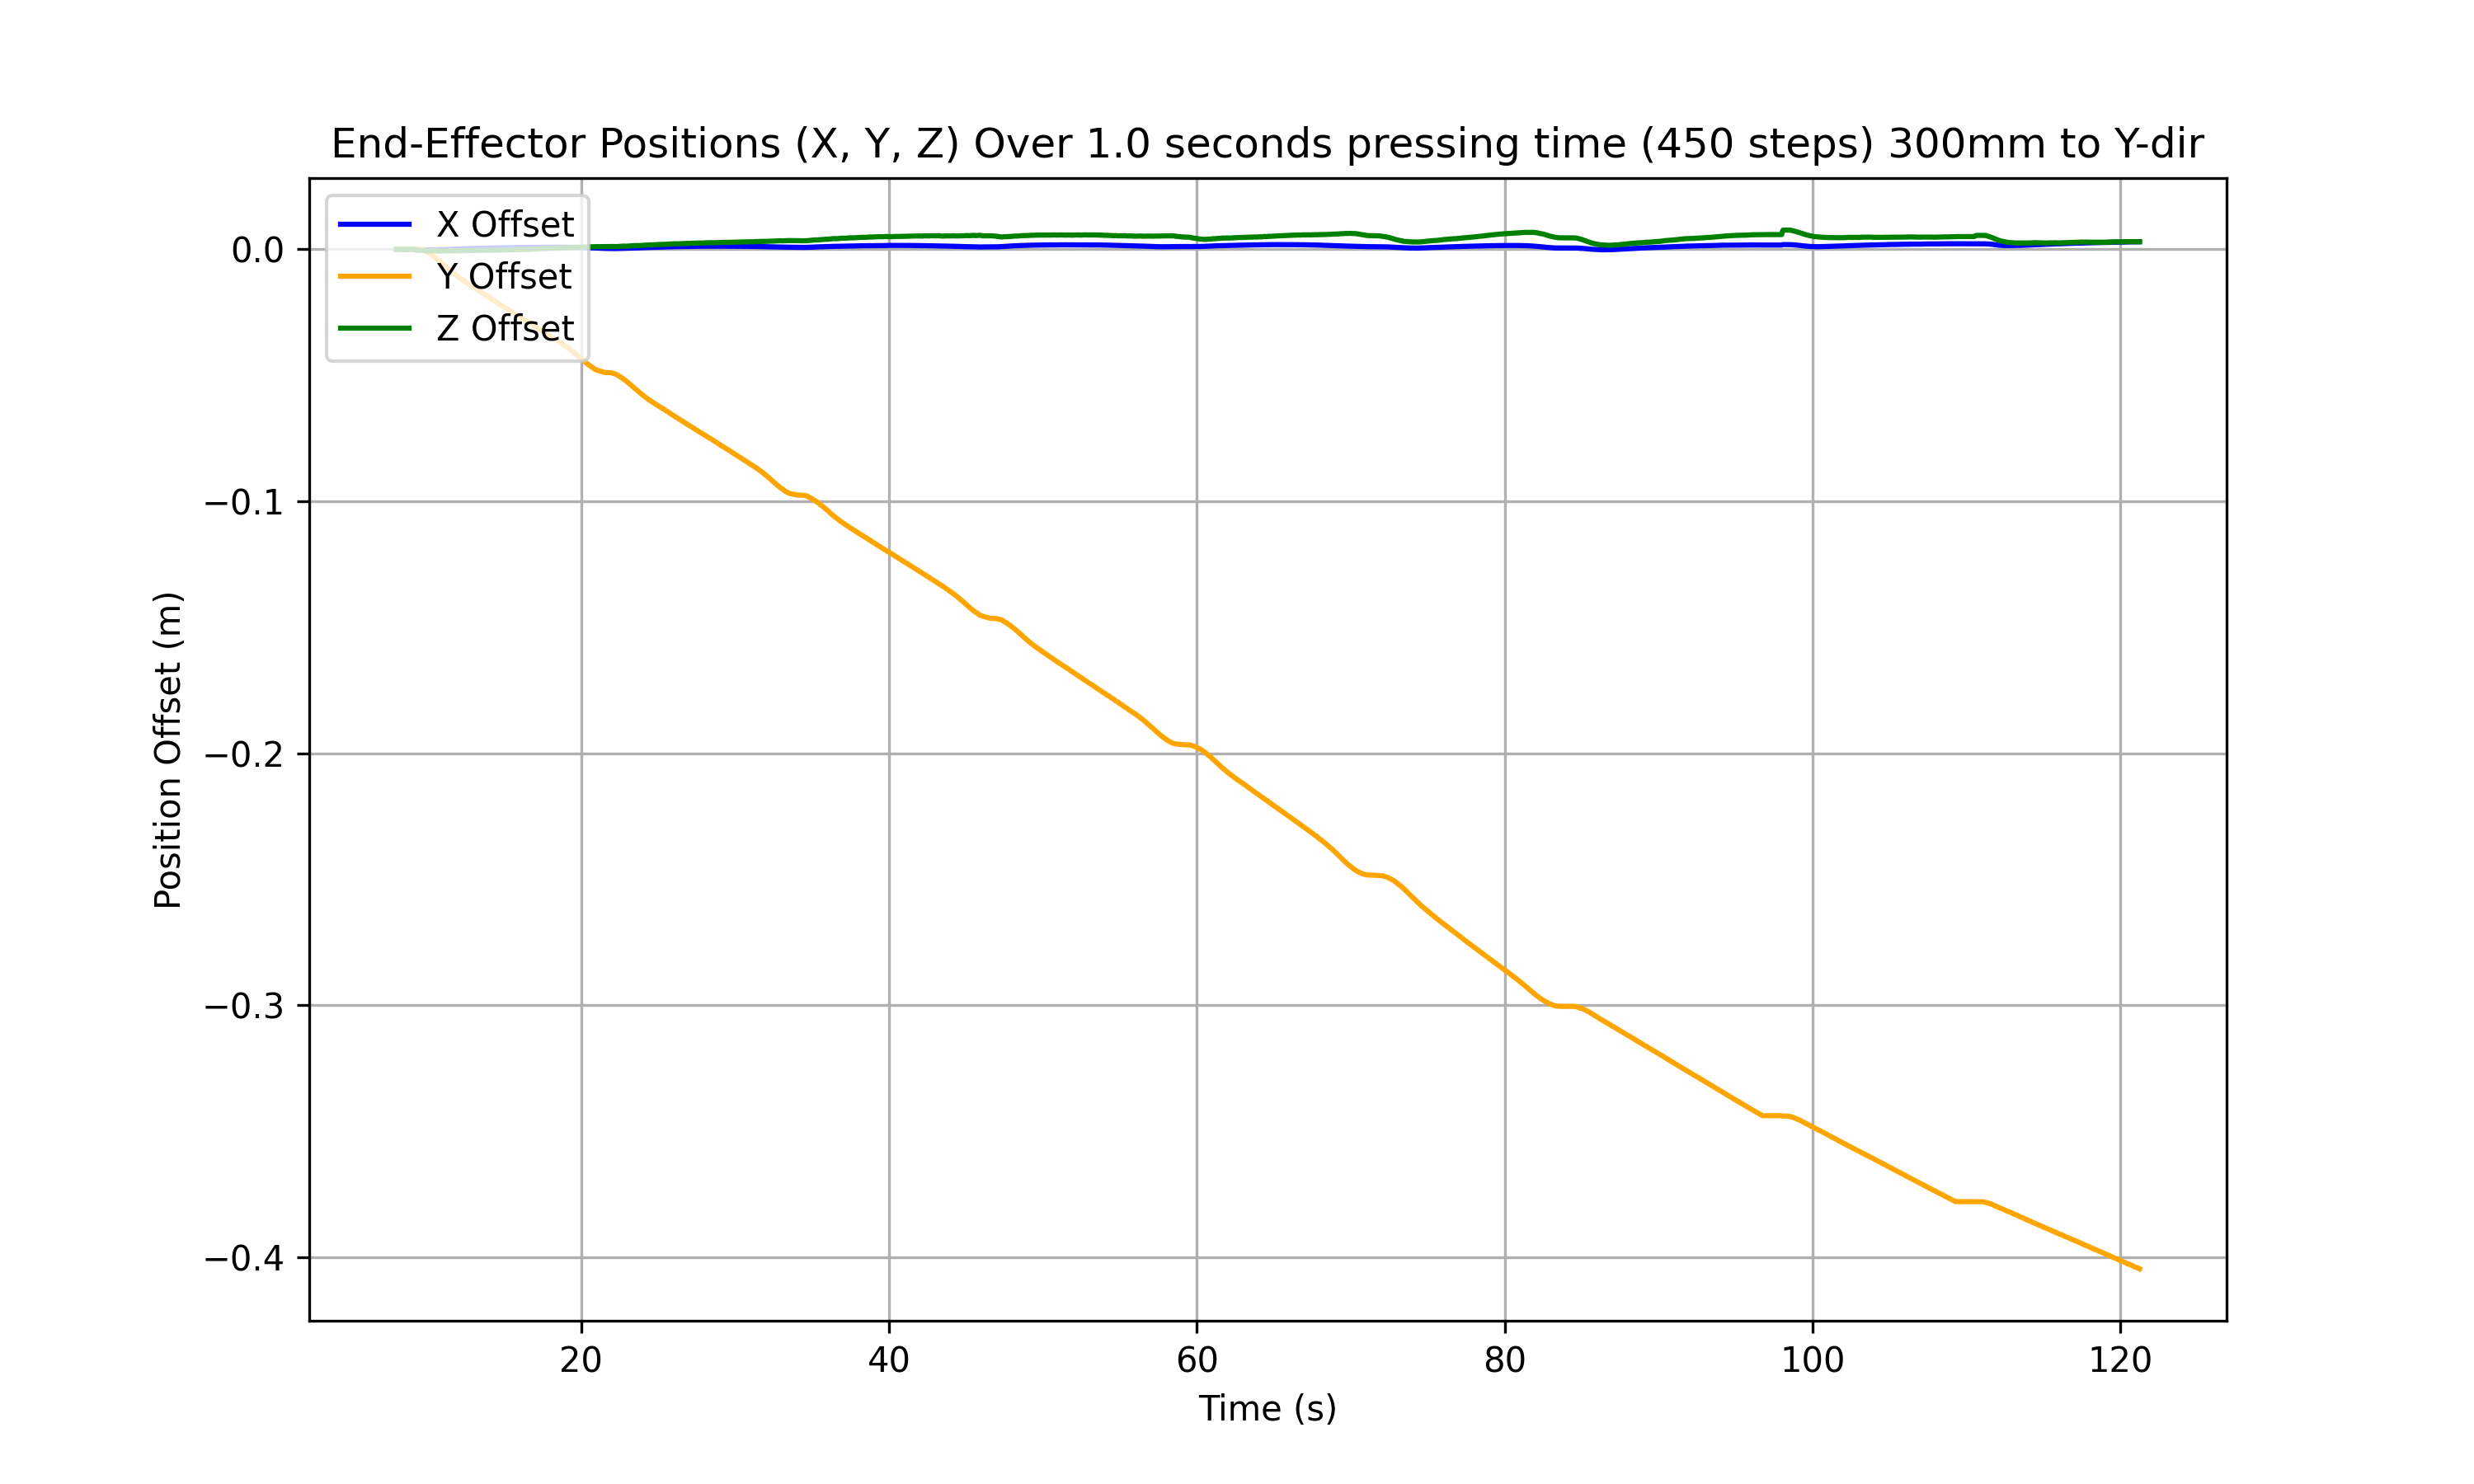 End-Effector Positions (X, Y, Z) Over 1.0 seconds pressing time (450 steps) 300mm to Y-dir
X Offset
Y Offset
Z Offset
0.0
−0.1
−0.2
−0.3
−0.4
Position Offset (m)
20 40 60 80 100 120
Time (s)